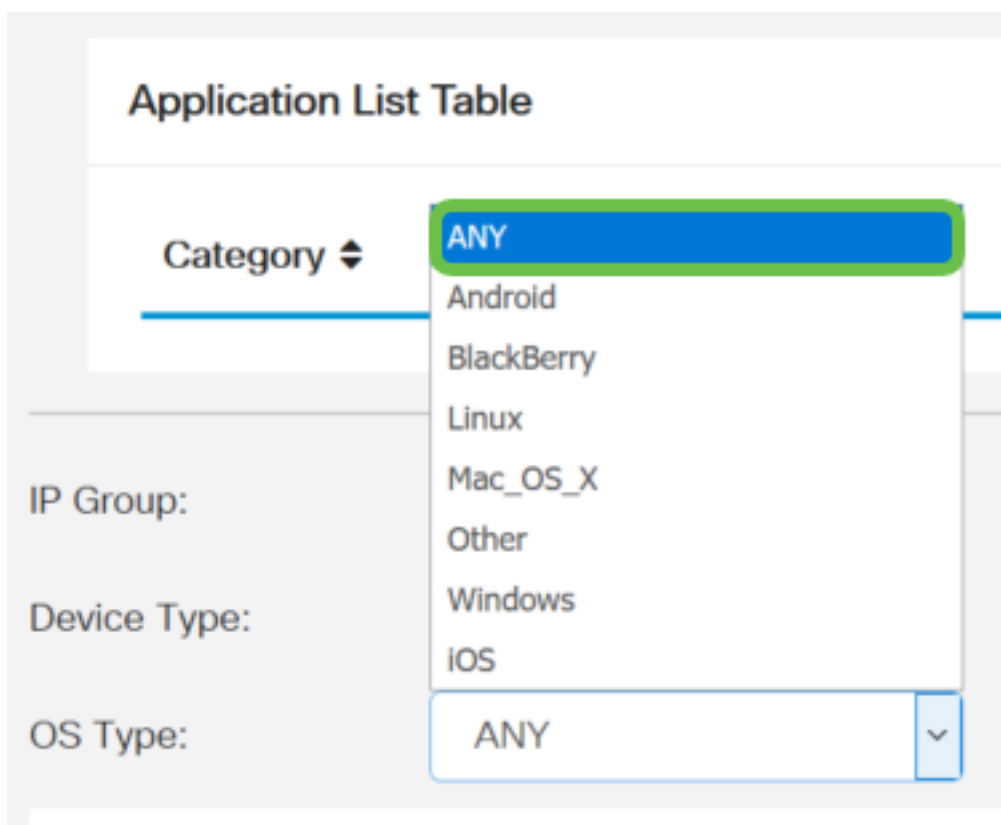 Application List Table
Category
ANY
Android
BlackBerry
Linux
Mac_OS_X
Other
Windows
iOS
IP Group:
Device Type:
OS Type:
ANY